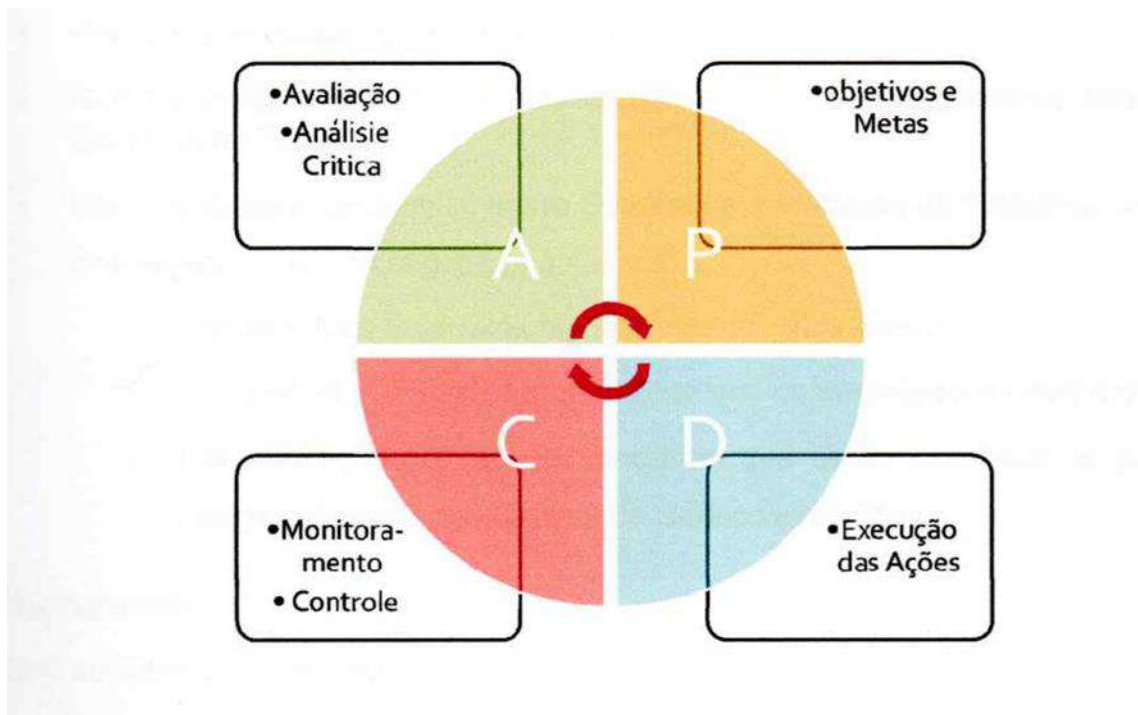 •Avaliação
•Análisie
Critica
•objetivos e
Metas
A
P
C
D
•Monitora-
mento
• Controle
•Execução
das Ações